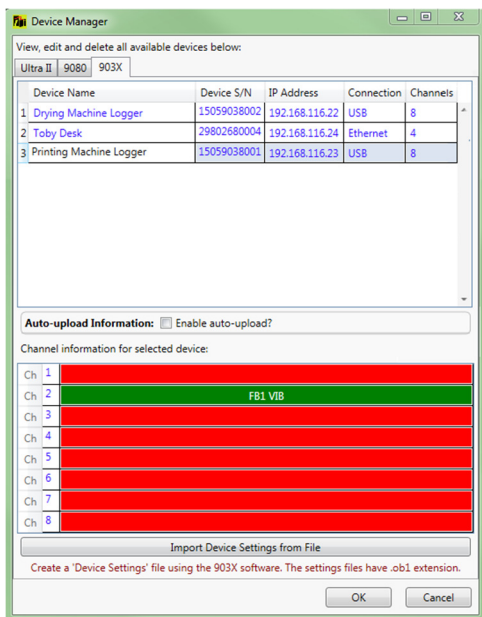 Device Manager
View, edit and delete all available devices below:
Ultra II 9080 903X
Device Name Device S/N IP Address Connection Channels
1 Drying Machine Logger 15059038002 192.168.116.22 USB 8
2 Toby Desk 29802680004 192.168.116.24 Ethernet 4
3 Printing Machine Logger 15059038001 192.168.116.23 USB 8
Auto-upload Information: Enable auto-upload?
Channel information for selected device:
Ch 1
Ch 2 FB1 VIB
Ch 3
Ch 4
Ch 5
Ch 6
Ch 7
Ch 8
Import Device Settings from File
Create a 'Device Settings' file using the 903X software. The settings files have .ob1 extension.
OK Cancel